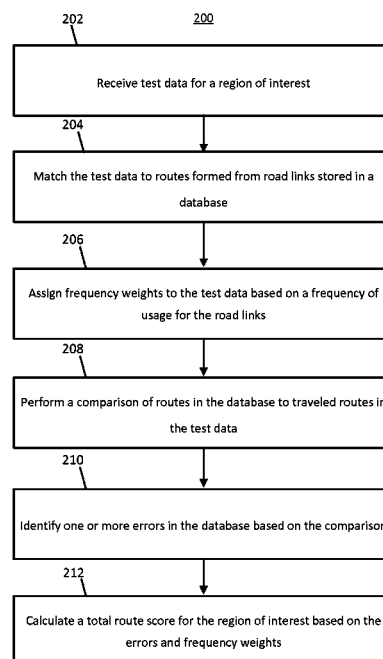 200
202
Receive test data for a region of interest
204
Match the test data to routes formed from road links stored in a
database
206
Assign frequency weights to the test data based on a frequency of
usage for the road links
208
Perform a comparison of routes in the database to traveled routes in
the test data
210
Identify one or more errors in the database based on the comparison
212
Calculate a total route score for the region of interest based on the
errors and frequency weights